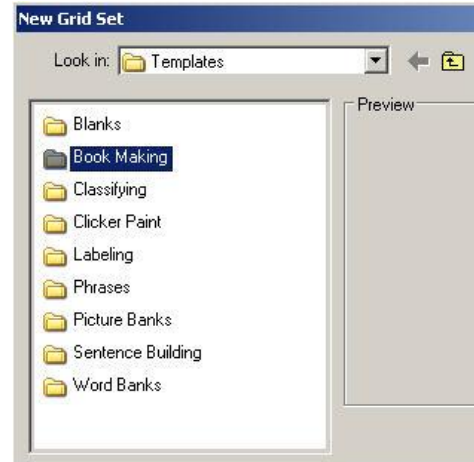 New Grid Set
Look in: Templates
Preview
Blanks
Book Making
Classifying
Clicker Paint
Labeling
Phrases
Picture Banks
Sentence Building
Word Banks